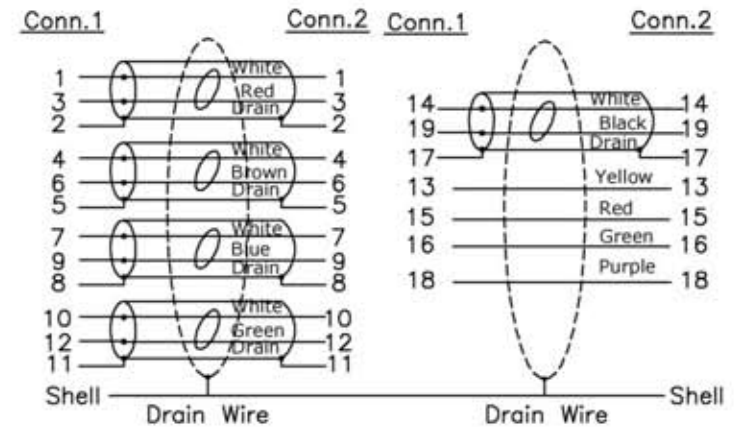 Conn.1 Conn.2
1 White 1
3 Red 3
2 Drain 2
4 White 4
6 Brown 6
5 Drain 5
7 White 7
9 Blue 9
8 Drain 8
10 White 10
12 Green 12
11 Drain 11
Conn.1 Conn.2
14 White 14
19 Black 19
17 Drain 17
13 Yellow 13
15 Red 15
16 Green 16
18 Purple 18
Shell Shell
Drain Wire Drain Wire